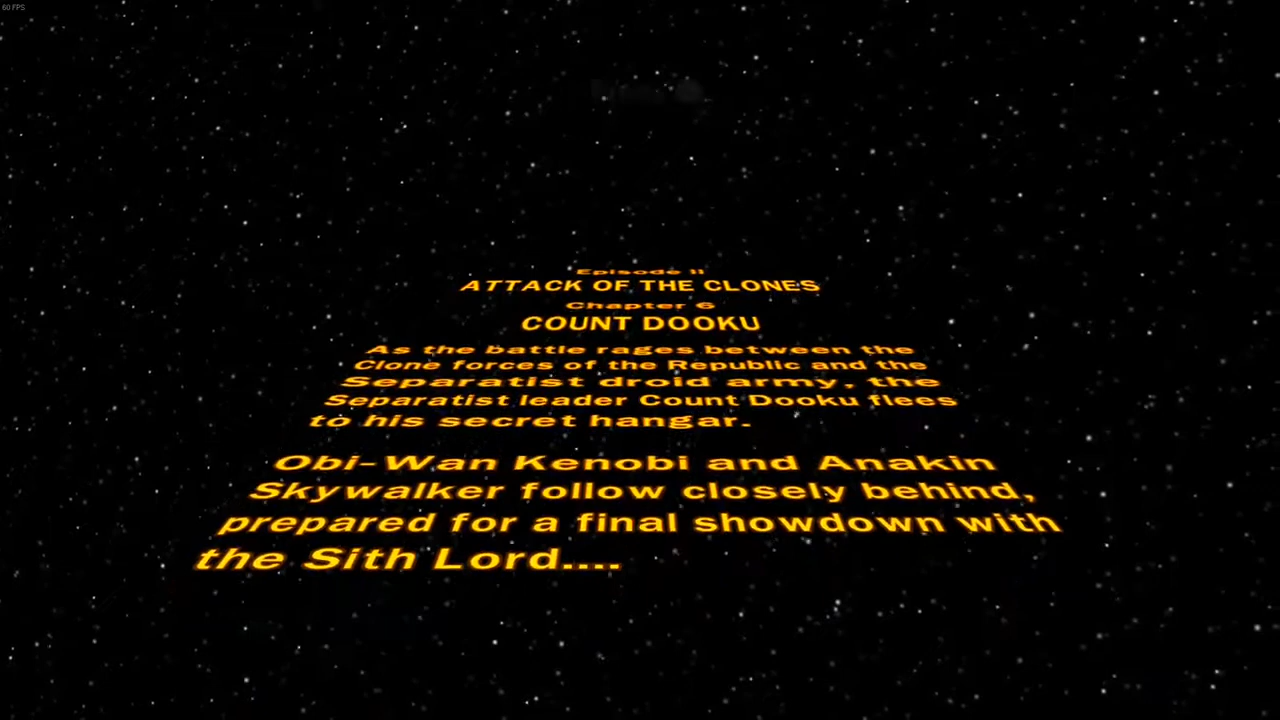 60 FPS
Episode II
ATTACK OF THE CLONES
Chapter 6
COUNT DOOKU
As the battle rages between the
Clone forces of the Republic and the
Separatist droid army, the
Separatist leader Count Dooku flees
to his secret hangar.
Obi-Wan Kenobi and Anakin
Skywalker follow closely behind,
prepared for a final showdown with
the Sith Lord....